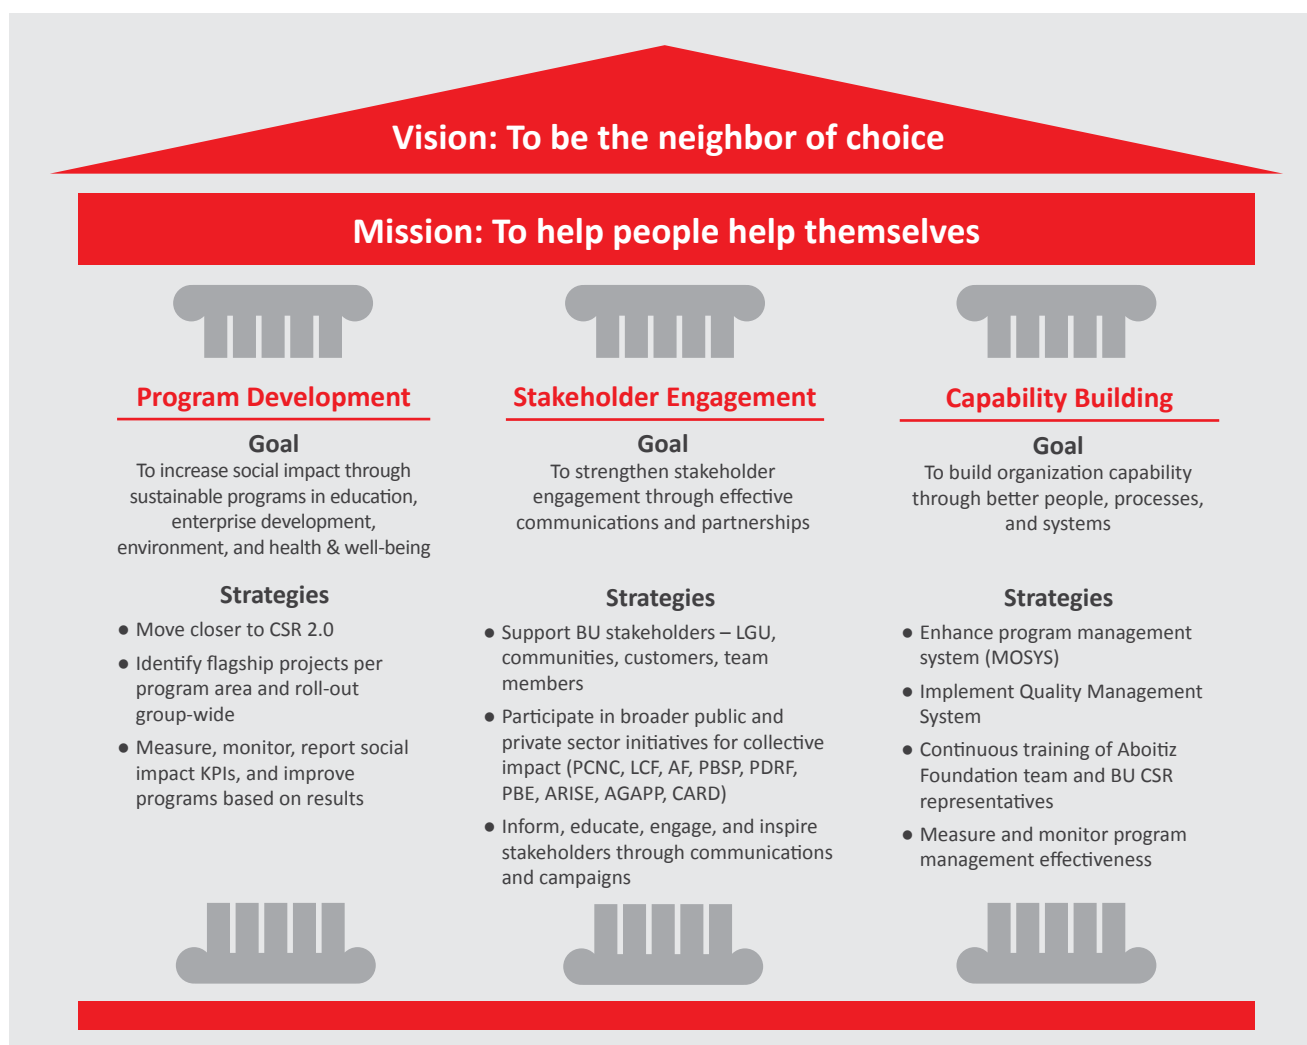 Vision: To be the neighbor of choice
Mission: To help people help themselves
Program Development
Goal
To increase social impact through
sustainable programs in education,
enterprise development,
environment, and health & well-being
Strategies
● Move closer to CSR 2.0
● Identify flagship projects per
program area and roll-out
group-wide
● Measure, monitor, report social
impact KPIs, and improve
programs based on results
Stakeholder Engagement
Goal
To strengthen stakeholder
engagement through effective
communications and partnerships
Strategies
● Support BU stakeholders – LGU,
communities, customers, team
members
● Participate in broader public and
private sector initiatives for collective
impact (PCNC, LCF, AF, PBSP, PDRF,
PBE, ARISE, AGAPP, CARD)
● Inform, educate, engage, and inspire
stakeholders through communications
and campaigns
Capability Building
Goal
To build organization capability
through better people, processes,
and systems
Strategies
● Enhance program management
system (MOSYS)
● Implement Quality Management
System
● Continuous training of Aboitiz
Foundation team and BU CSR
representatives
● Measure and monitor program
management effectiveness